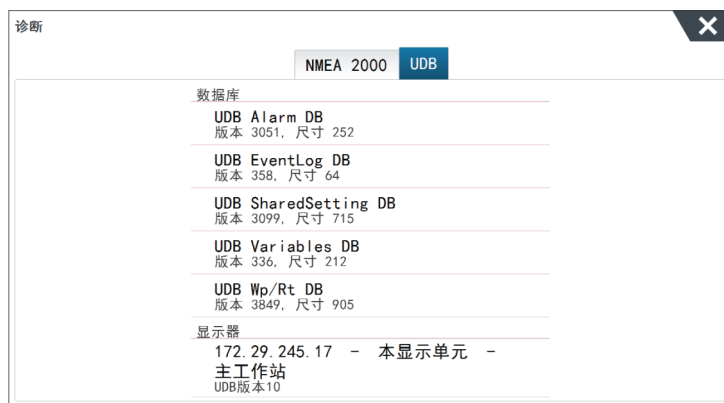 诊断
NMEA 2000 UDB
数据库
UDB Alarm DB
版本 3051, 尺寸 252
UDB EventLog DB
版本 358, 尺寸 64
UDB SharedSetting DB
版本 3099, 尺寸 715
UDB Variables DB
版本 336, 尺寸 212
UDB Wp/Rt DB
版本 3849, 尺寸 905
显示器
172.29.245.17 - 本显示单元 -
主工作站
UDB版本10